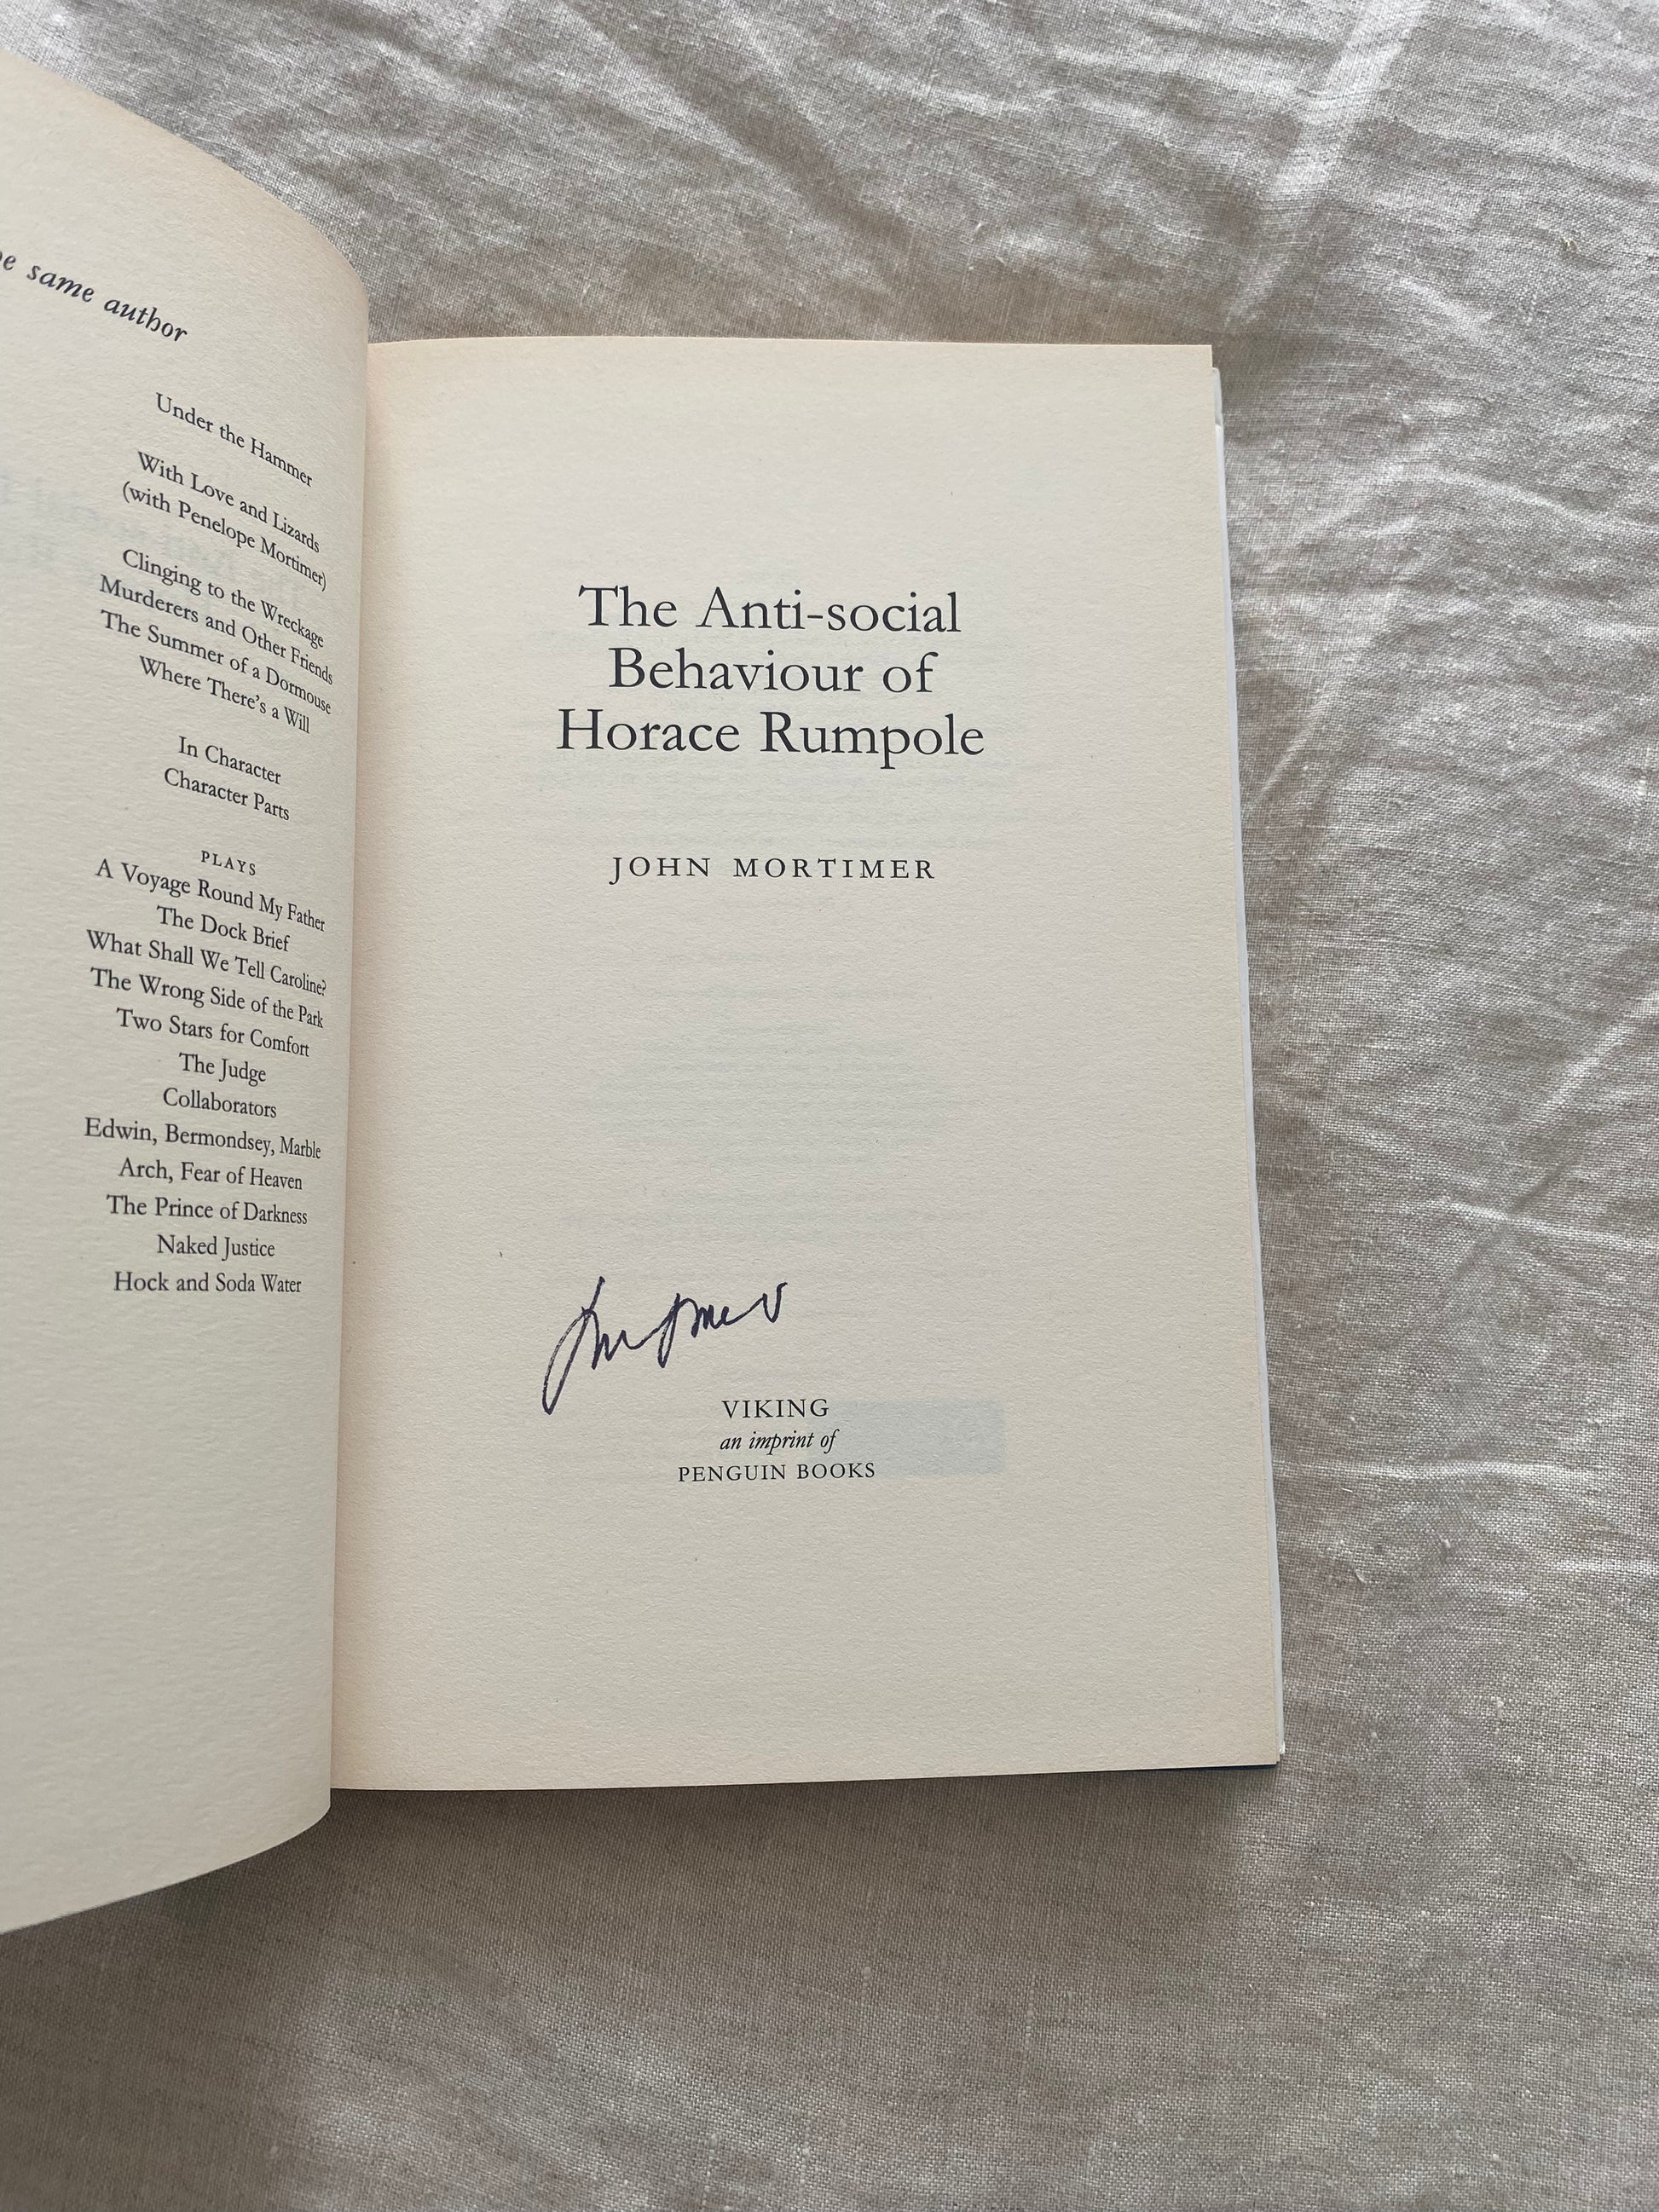 same author
Under the Hammer
With Love and Lizards
(with Penelope Mortimer)
Clinging to the Wreckage
Murderers and Other Friends
The Summer of a Dormouse
Where There's a Will
In Character
Character Parts
PLAYS
A Voyage Round My Father
The Dock Brief
What Shall We Tell Caroline?
The Wrong Side of the Park
Two Stars for Comfort
The Judge
Collaborators
Edwin, Bermondsey, Marble
Arch, Fear of Heaven
The Prince of Darkness
Naked Justice
Hock and Soda Water
The Anti-social
Behaviour of
Horace Rumpole
JOHN MORTIMER
VIKING
an imprint of
PENGUIN BOOKS